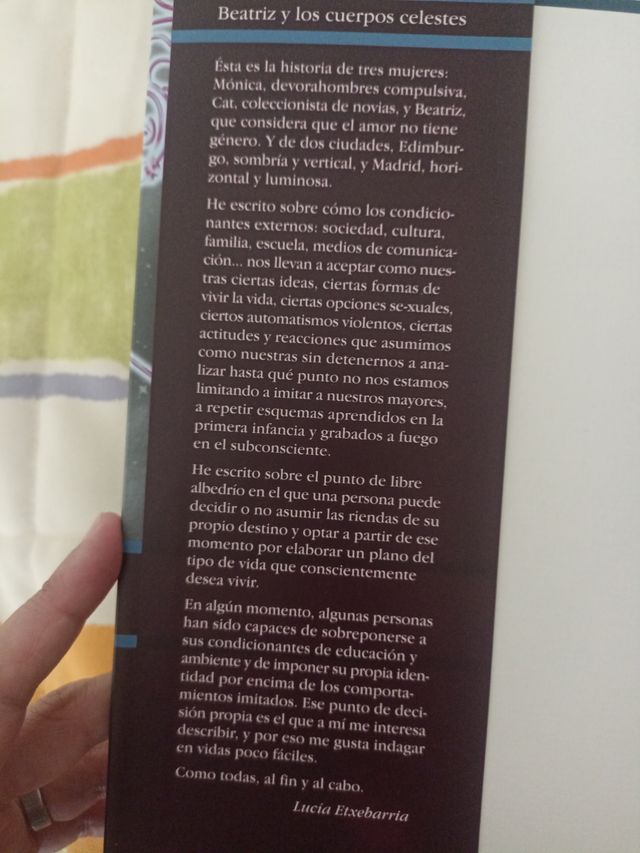 Beatriz y los cuerpos celestes
Ésta es la historia de tres mujeres:
Mónica, devorahombres compulsiva,
Cat, coleccionista de novias, y Beatriz,
que considera que el amor no tiene
género. Y de dos ciudades, Edimbur-
go, sombría y vertical, y Madrid, hori-
zontal y luminosa.
He escrito sobre cómo los condicio-
nantes externos: sociedad, cultura,
familia, escuela, medios de comunica-
ción... nos llevan a aceptar como nues-
tras ciertas ideas, ciertas formas de
vivir la vida, ciertas opciones se-xuales,
ciertos automatismos violentos, ciertas
actitudes y reacciones que asumimos
como nuestras sin detenernos a ana-
lizar hasta qué punto no nos estamos
limitando a imitar a nuestros mayores,
a repetir esquemas aprendidos en la
primera infancia y grabados a fuego
en el subconsciente.
He escrito sobre el punto de libre
albedrío en el que una persona puede
decidir o no asumir las riendas de su
propio destino y optar a partir de ese
momento por elaborar un plano del
tipo de vida que conscientemente
desea vivir.
En algún momento, algunas personas
han sido capaces de sobreponerse a
sus condicionantes de educación y
ambiente y de imponer su propia iden-
tidad por encima de los comporta-
mientos imitados. Ese punto de deci-
sión propia es el que a mí me interesa
describir, y por eso me gusta indagar
en vidas poco fáciles.
Como todas, al fin y al cabo.
Lucía Etxebarria